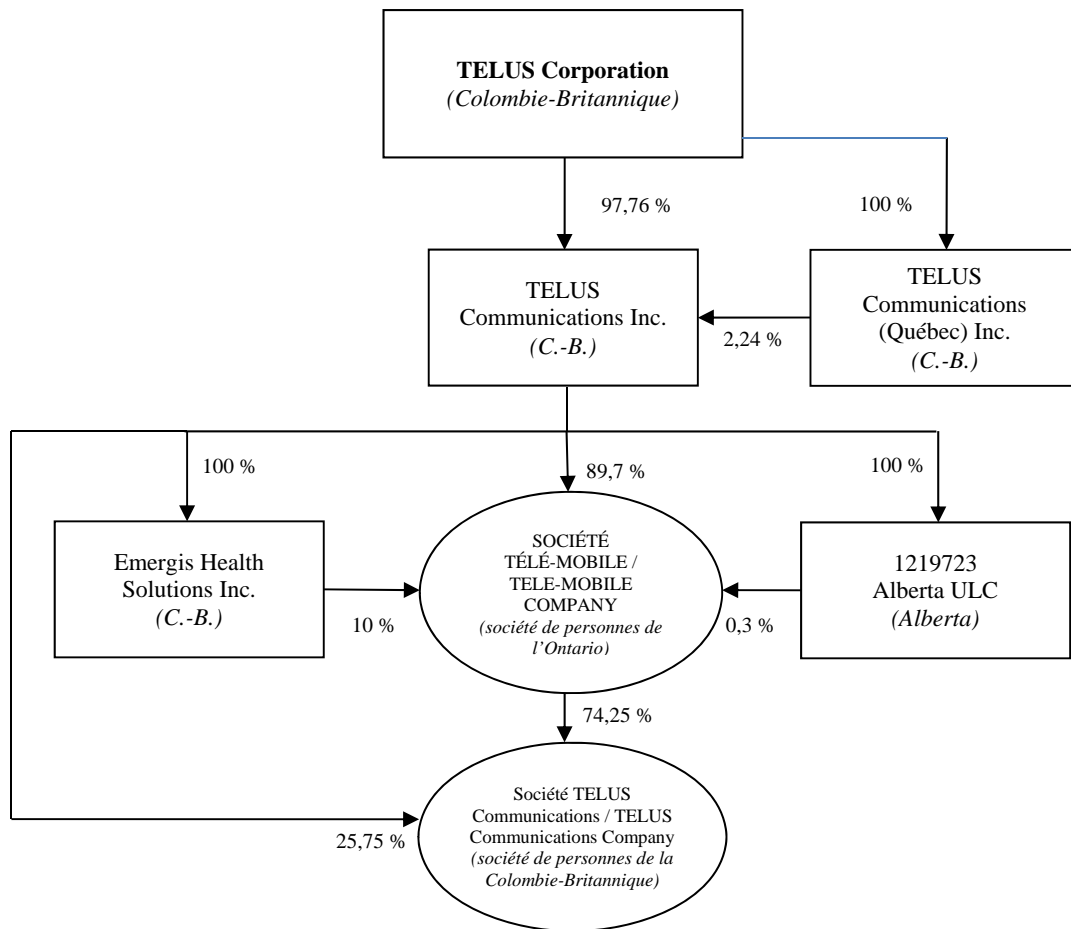 TELUS Corporation
(Colombie-Britannique)
97,76 %
100 %
TELUS
Communications Inc.
(C.-B.)
2,24 %
TELUS
Communications
(Québec) Inc.
(C.-B.)
100 %
89,7 %
100 %
Emergis Health
Solutions Inc.
(C.-B.)
10 %
SOCIÉTÉ
TÉLÉ-MOBILE /
TELE-MOBILE
COMPANY
(société de personnes de
l’Ontario)
0,3 %
1219723
Alberta ULC
(Alberta)
74,25 %
Société TELUS
Communications / TELUS
Communications Company
(société de personnes de la
Colombie-Britannique)
25,75 %